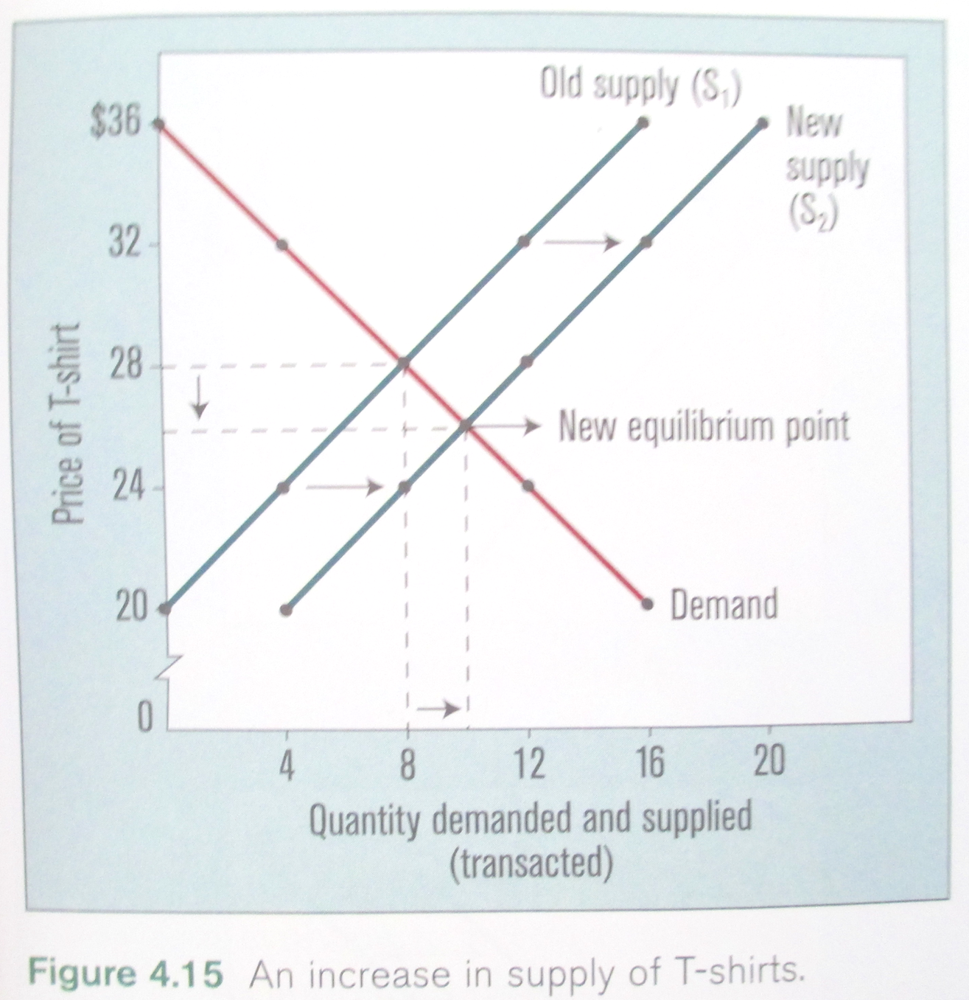 Old supply (S₁)
$36
New
supply
(S₂)
32
Price of T-shirt
28
New equilibrium point
24
20
Demand
0
4 8 12 16 20
Quantity demanded and supplied
(transacted)
Figure 4.15 An increase in supply of T-shirts.